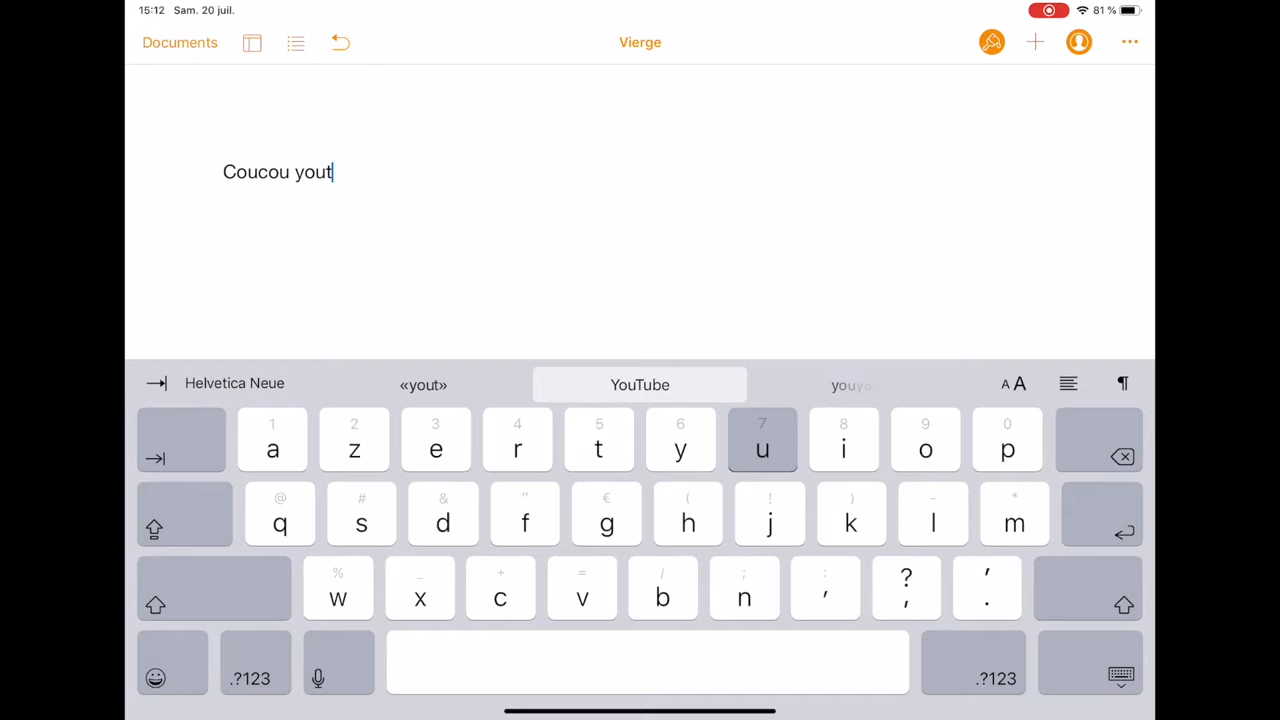 15:12 Sam. 20 juil. 81 %
Documents Vierge
Coucou yout
Helvetica Neue «yout» YouTube youyo A A ¶
1 2 3 4 5 6 7 8 9 0
a z e r t y u i o p
@ # & " € ( ! ) - *
q s d f g h j k l m
% _ + = / ; : ? '
w x c v b n ' , .
.?123 .?123